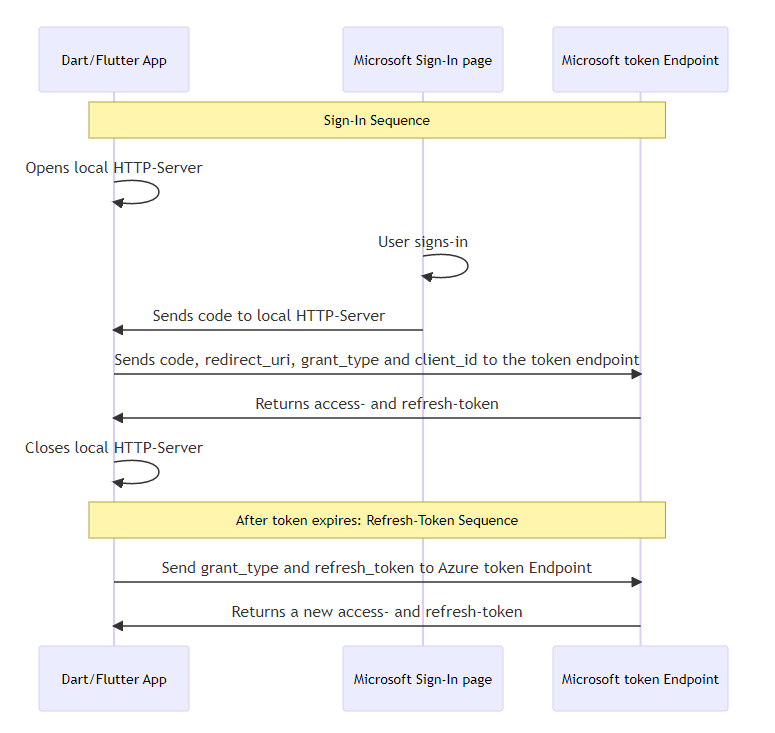 Dart/Flutter App
Microsoft Sign-In page
Microsoft token Endpoint
Sign-In Sequence
Opens local HTTP-Server
User signs-in
Sends code to local HTTP-Server
Sends code, redirect_uri, grant_type and client_id to the token endpoint
Returns access- and refresh-token
Closes local HTTP-Server
After token expires: Refresh-Token Sequence
Send grant_type and refresh_token to Azure token Endpoint
Returns a new access- and refresh-token
Dart/Flutter App
Microsoft Sign-In page
Microsoft token Endpoint